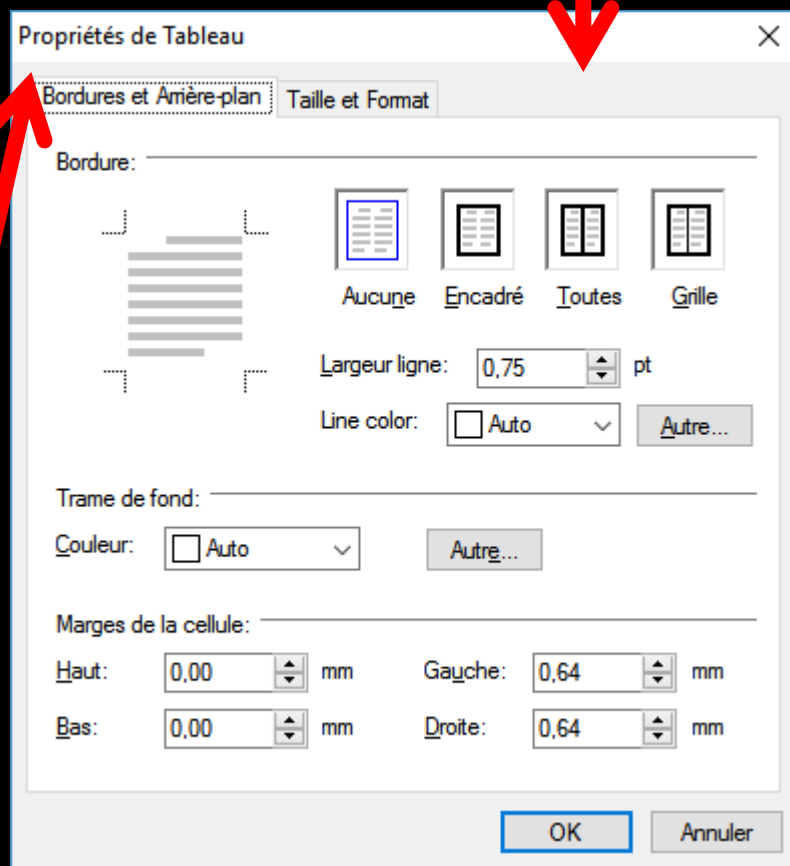 Propriétés de Tableau
Bordures et Arrière-plan Taille et Format
Bordure:
Aucune Encadré Toutes Grille
Largeur ligne: 0,75 pt
Line color: Auto Autre...
Trame de fond:
Couleur: Auto Autre...
Marges de la cellule:
Haut: 0,00 mm Gauche: 0,64 mm
Bas: 0,00 mm Droite: 0,64 mm
OK Annuler